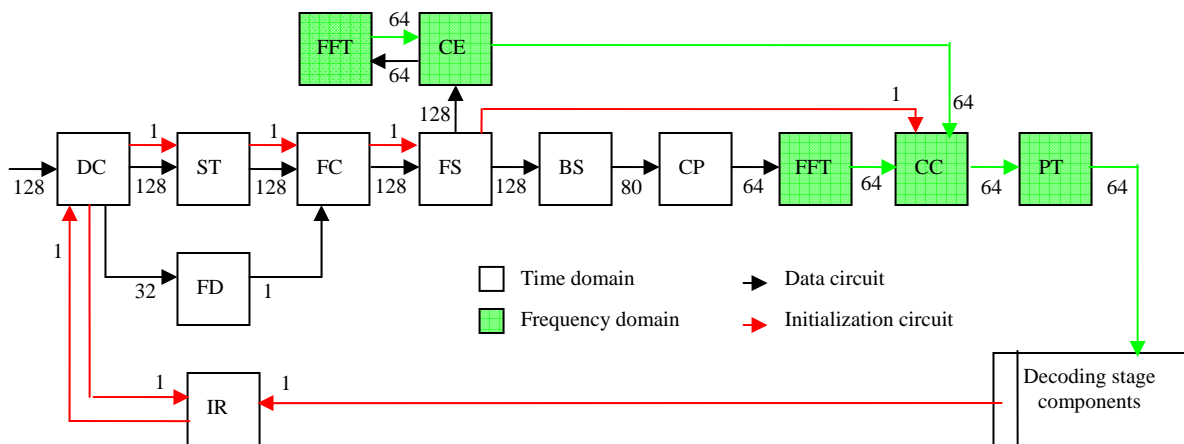 64
FFT
CE
64
128
1
64
1
1
1
DC
ST
FC
FS
BS
CP
FFT
CC
PT
128
128
128
128
128
80
64
64
64
64
1
FD
32
1
Time domain
Data circuit
Frequency domain
Initialization circuit
1
IR
1
Decoding stage
components